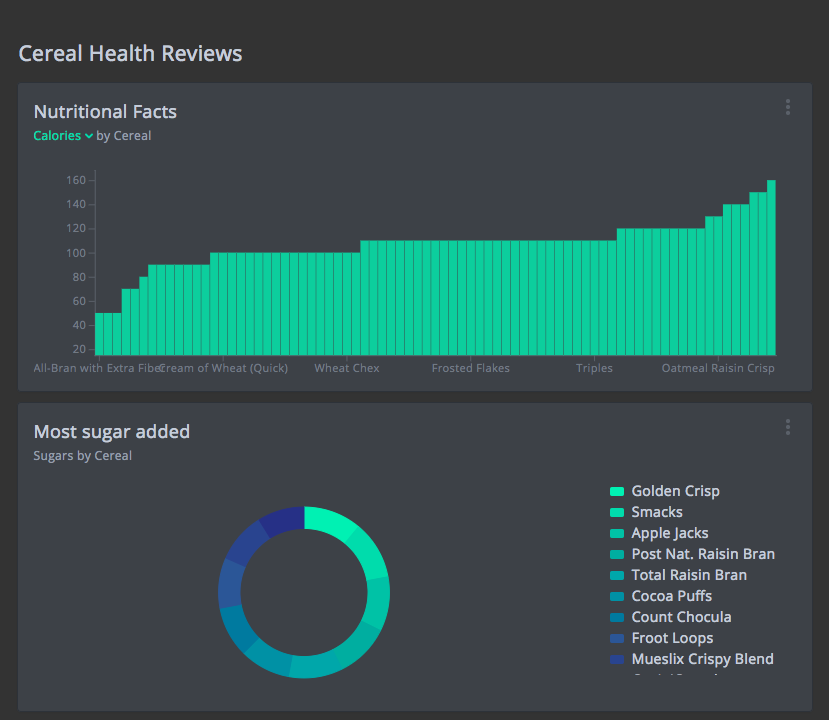 Cereal Health Reviews
Nutritional Facts
Calories by Cereal
160
140
120
100
80
60
40
20
All-Bran with Extra Fiber Cream of Wheat (Quick) Wheat Chex Frosted Flakes Triples Oatmeal Raisin Crisp
Most sugar added
Sugars by Cereal
Golden Crisp
Smacks
Apple Jacks
Post Nat. Raisin Bran
Total Raisin Bran
Cocoa Puffs
Count Chocula
Froot Loops
Mueslix Crispy Blend